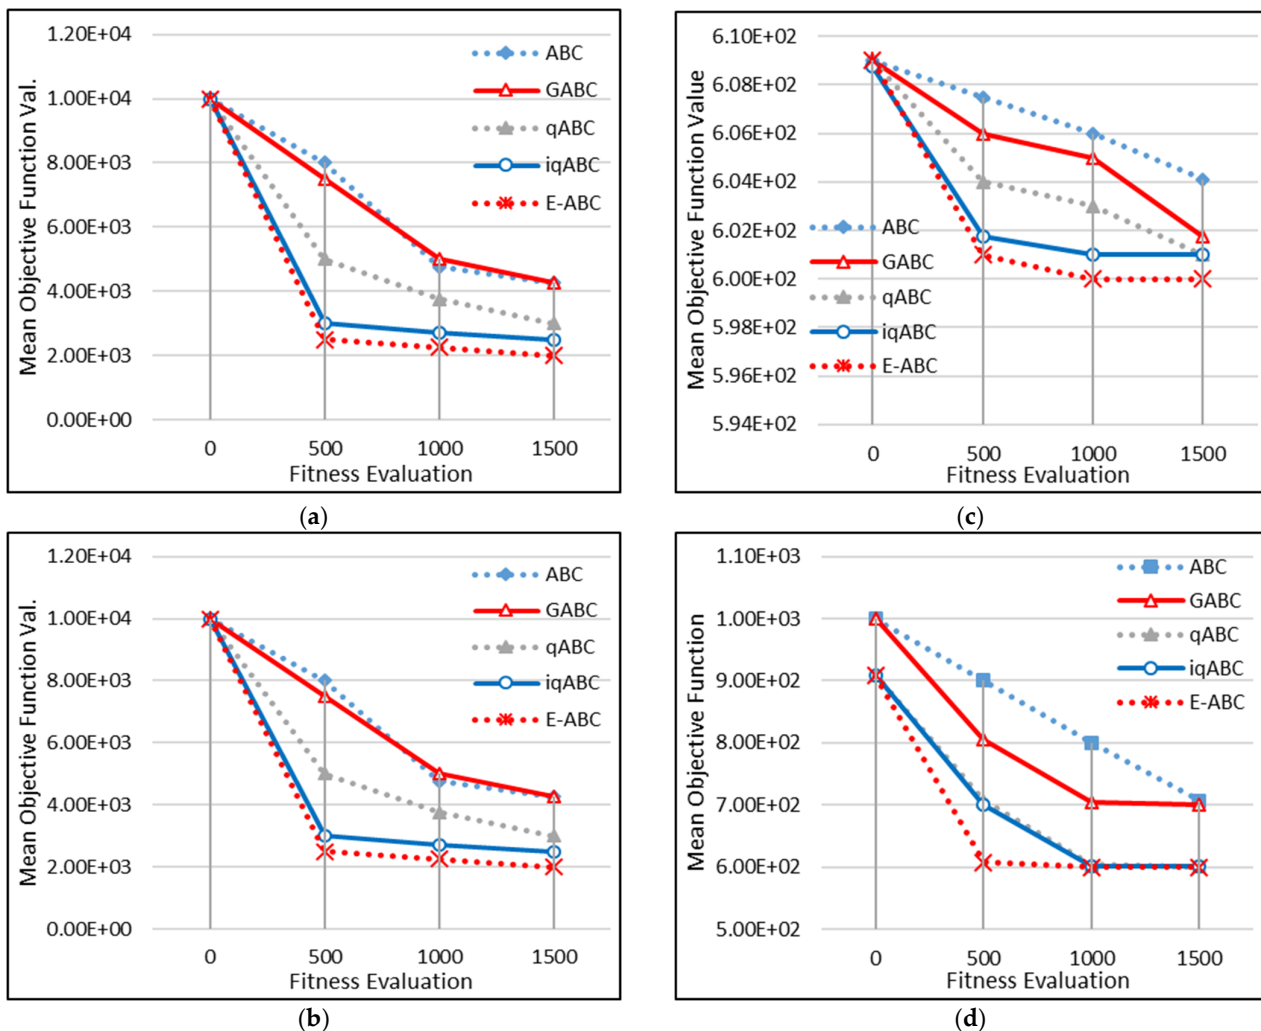 Mean Objective Function Val.
1.20E+04
1.00E+04
8.00E+03
6.00E+03
4.00E+03
2.00E+03
0.00E+00
ABC
GABC
qABC
iqABC
E-ABC
0 500 1000 1500
Fitness Evaluation
(a)
Mean Objective Function Value
6.10E+02
6.08E+02
6.06E+02
6.04E+02
6.02E+02
6.00E+02
5.98E+02
5.96E+02
5.94E+02
ABC
GABC
qABC
iqABC
E-ABC
0 500 1000 1500
Fitness Evaluation
(c)
Mean Objective Function Val.
1.20E+04
1.00E+04
8.00E+03
6.00E+03
4.00E+03
2.00E+03
0.00E+00
ABC
GABC
qABC
iqABC
E-ABC
0 500 1000 1500
Fitness Evaluation
(b)
Mean Objective Function
1.10E+03
1.00E+03
9.00E+02
8.00E+02
7.00E+02
6.00E+02
5.00E+02
ABC
GABC
qABC
iqABC
E-ABC
0 500 1000 1500
Fitness Evaluation
(d)